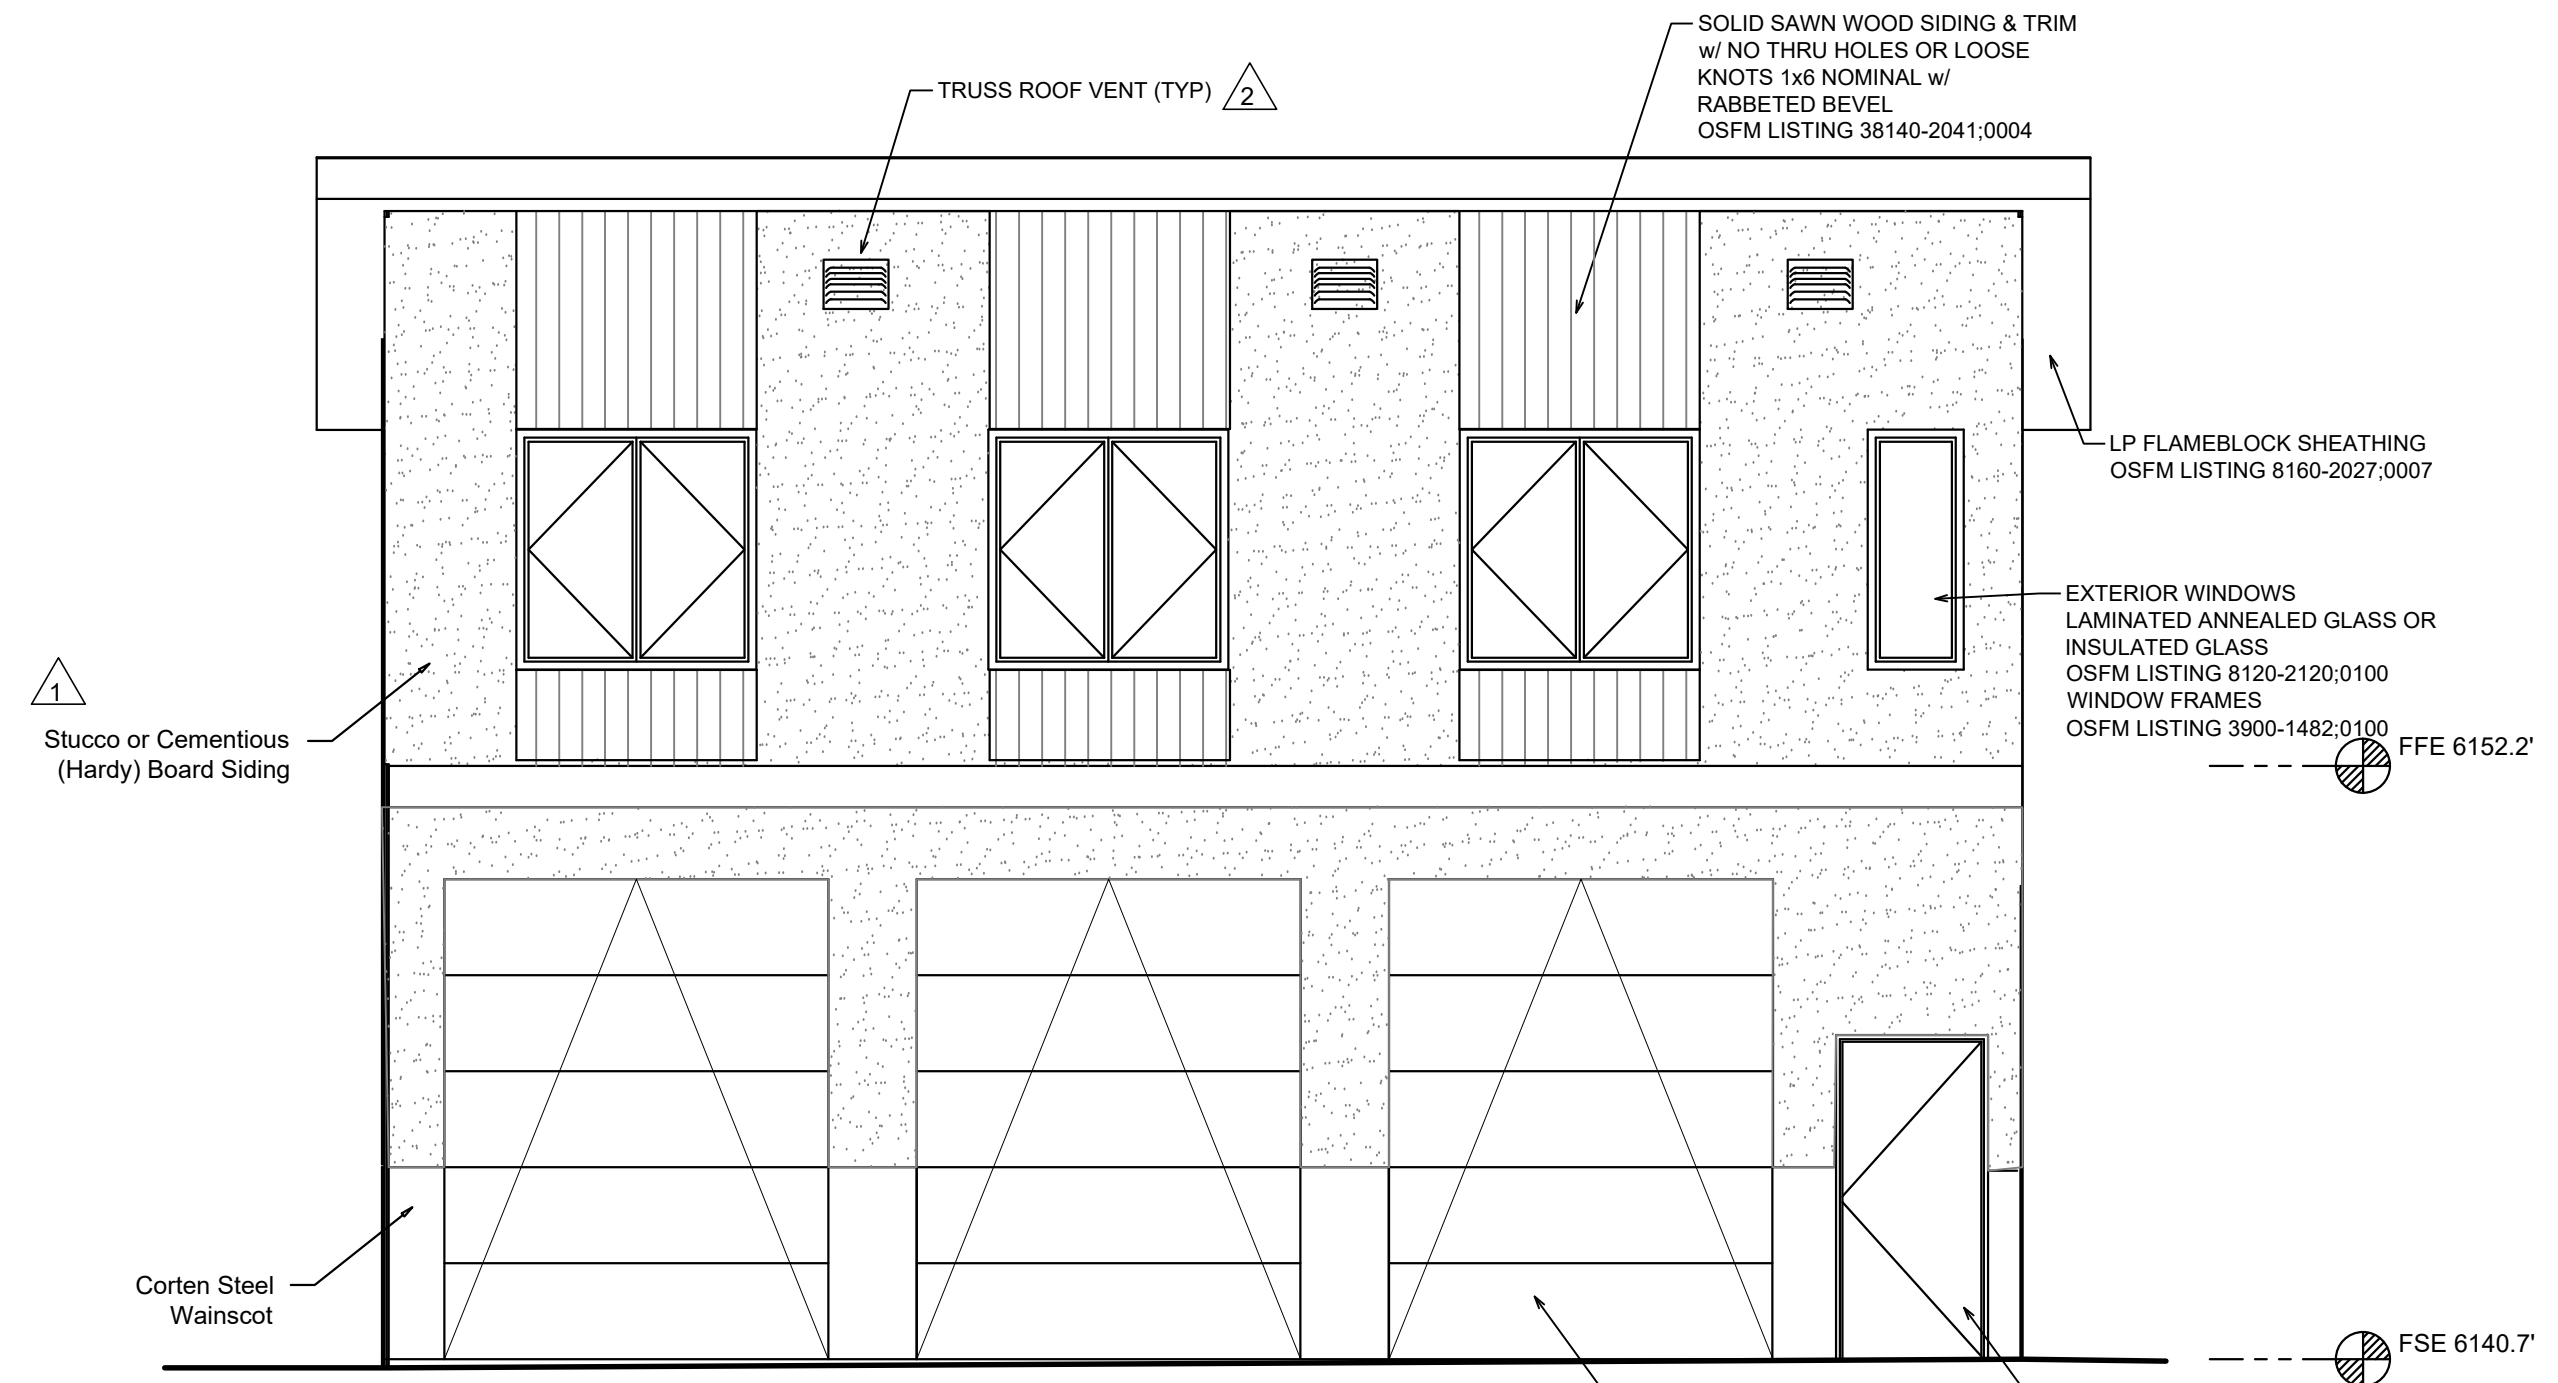 SOLID SAWN WOOD SIDING & TRIM
w/ NO THRU HOLES OR LOOSE
KNOTS 1x6 NOMINAL w/
RABBETED BEVEL
OSFM LISTING 38140-2041;0004
TRUSS ROOF VENT (TYP)
2
LP FLAMEBLOCK SHEATHING
OSFM LISTING 8160-2027;0007
EXTERIOR WINDOWS
LAMINATED ANNEALED GLASS OR
INSULATED GLASS
OSFM LISTING 8120-2120;0100
WINDOW FRAMES
OSFM LISTING 3900-1482;0100
1
Stucco or Cementious
(Hardy) Board Siding
FFE 6152.2'
Corten Steel
Wainscot
FSE 6140.7'